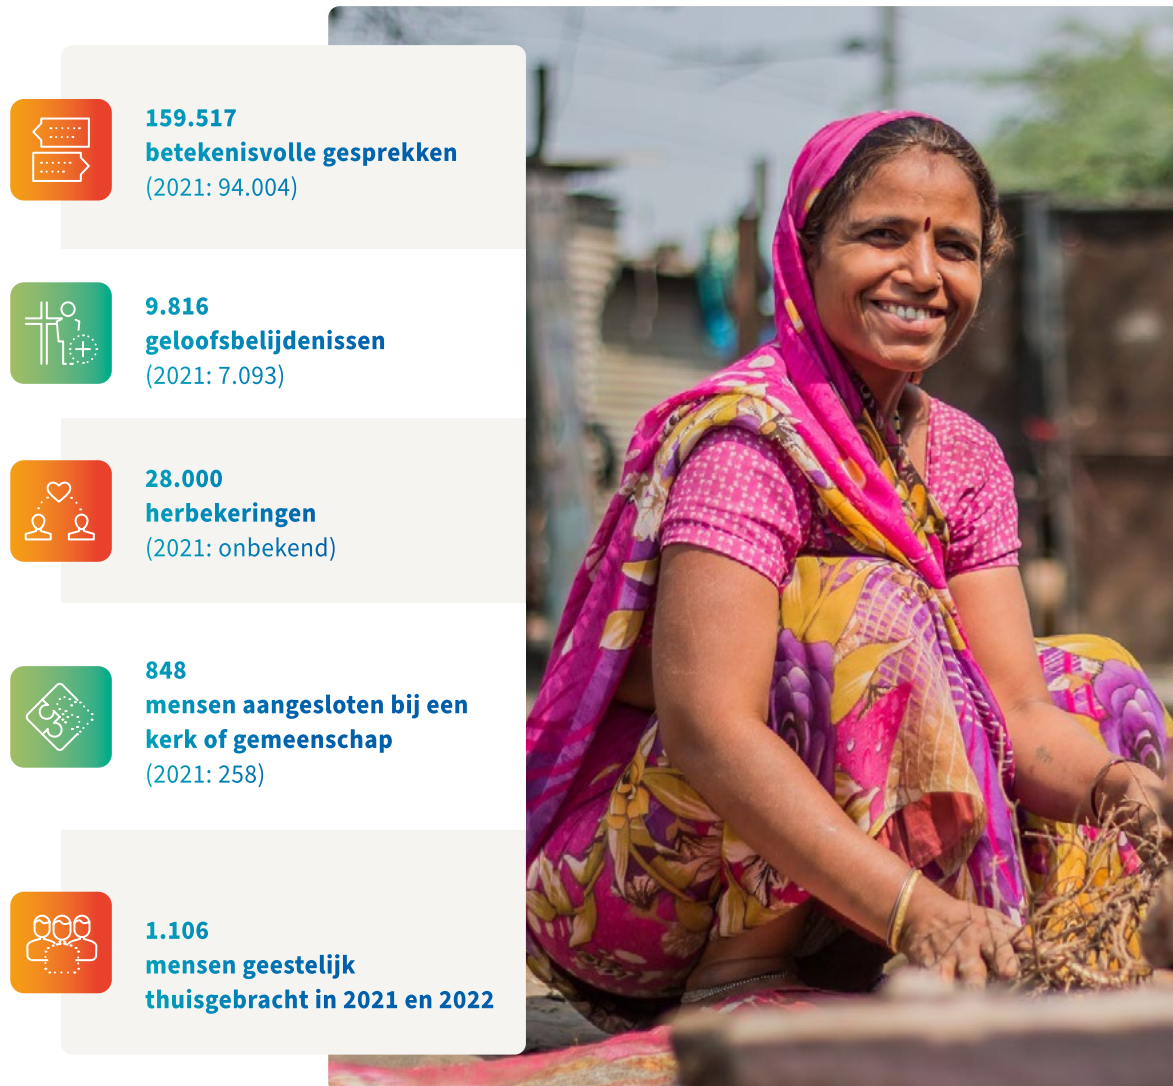 159.517
betekenisvolle gesprekken
(2021: 94.004)
9.816
geloofsbelijdenissen
(2021: 7.093)
28.000
herbekeringen
(2021: onbekend)
848
mensen aangesloten bij een
kerk of gemeenschap
(2021: 258)
1.106
mensen geestelijk
thuisgebracht in 2021 en 2022